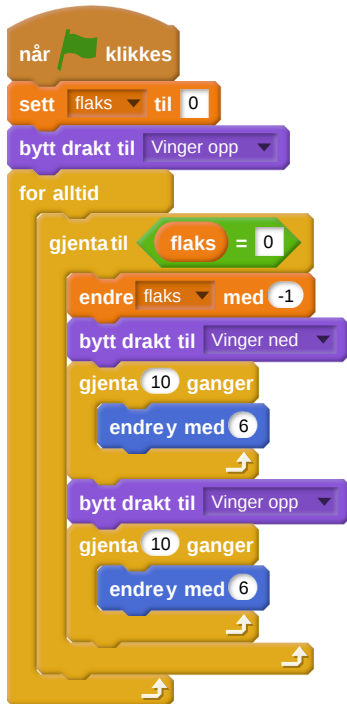 når klikkes
sett flaks til 0
bytt drakt til Vinger opp
for alltid
gjenta til flaks = 0
endre flaks med -1
bytt drakt til Vinger ned
gjenta 10 ganger
endre y med 6
bytt drakt til Vinger opp
gjenta 10 ganger
endre y med 6